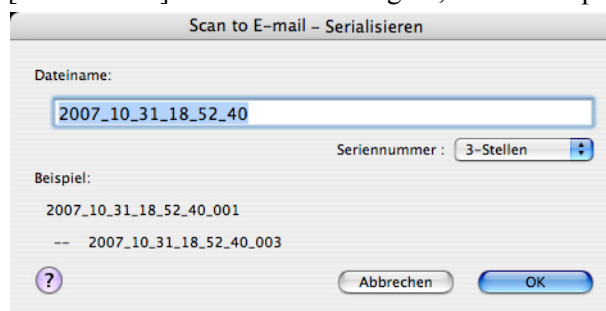 Scan to E-mail – Serialisieren
Dateiname:
2007_10_31_18_52_40
Seriennummer : 3-Stellen
Beispiel:
2007_10_31_18_52_40_001
-- 2007_10_31_18_52_40_003
? Abbrechen OK